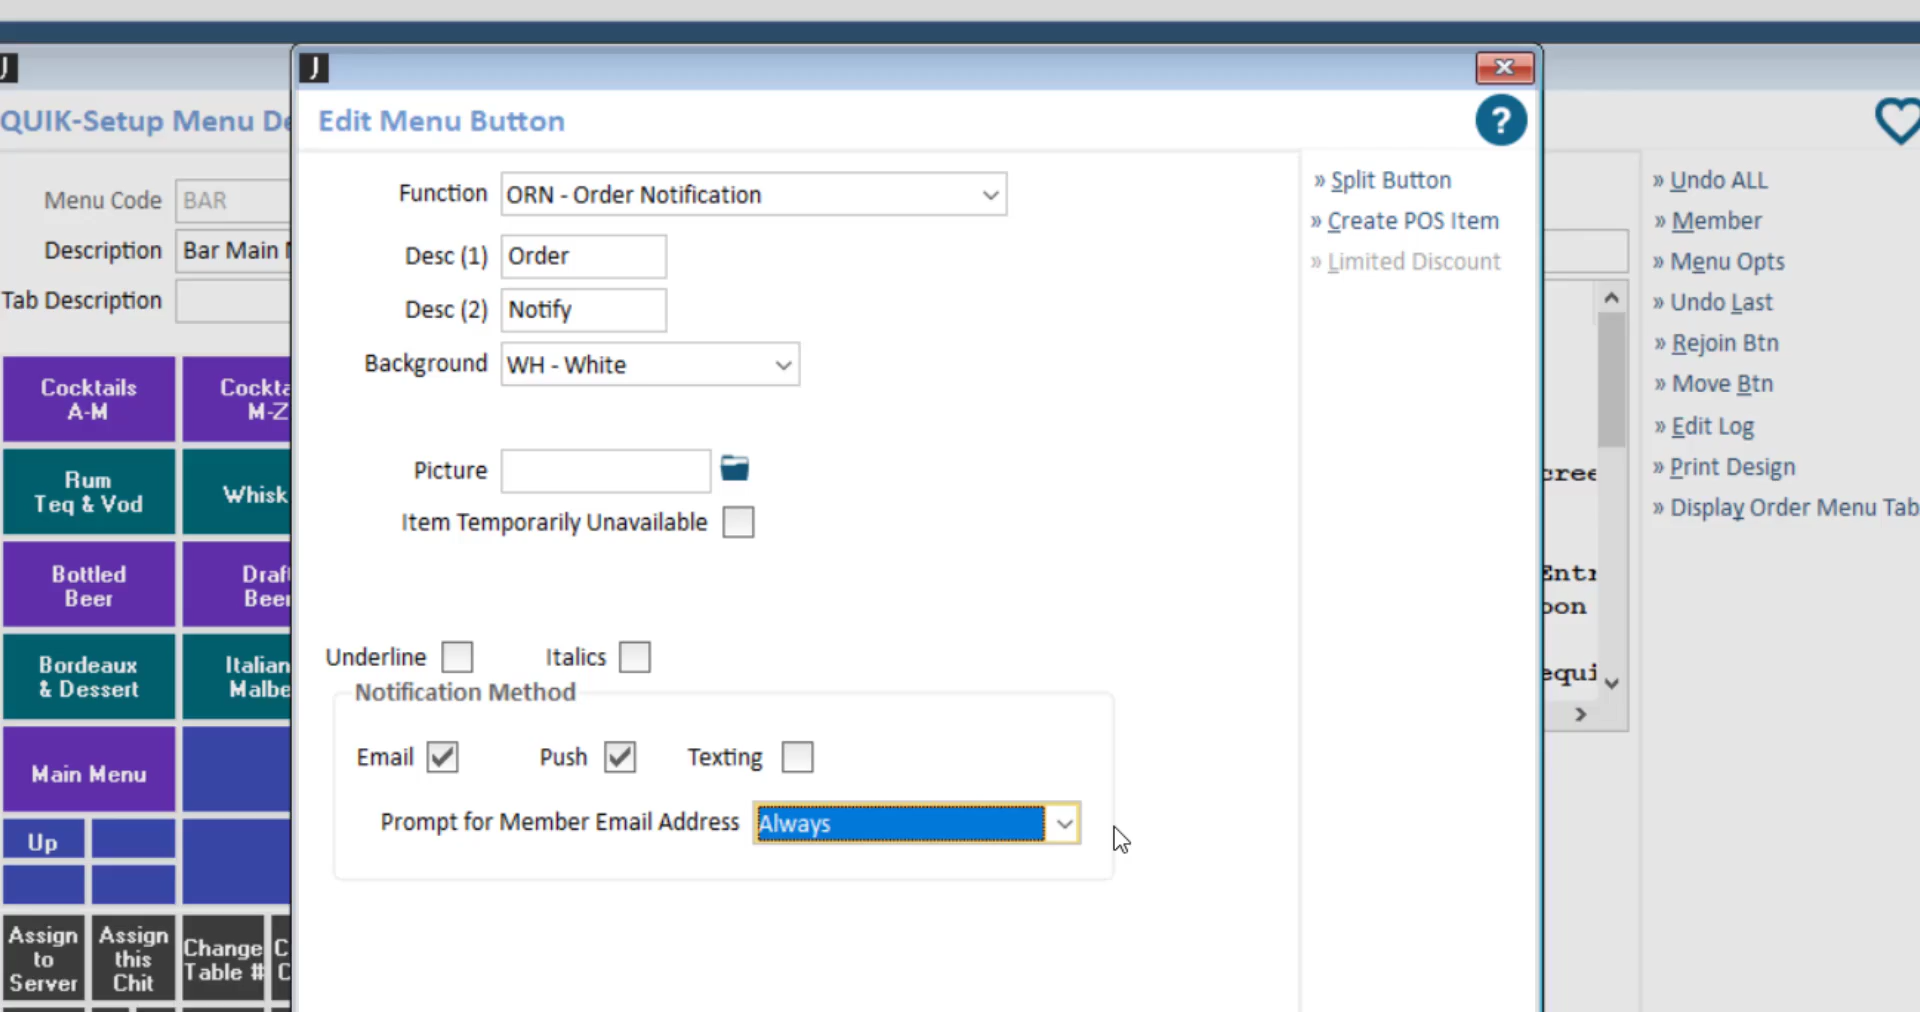 J
J
QUIK-Setup Menu De
Edit Menu Button
?
Menu Code BAR
Description Bar Main
Tab Description
Function ORN - Order Notification
Desc (1) Order
Desc (2) Notify
Background WH - White
Picture
Item Temporarily Unavailable
Underline Italics
Notification Method
Email Push Texting
Prompt for Member Email Address Always
» Split Button
» Create POS Item
» Limited Discount
» Undo ALL
» Member
» Menu Opts
» Undo Last
» Rejoin Btn
» Move Btn
» Edit Log
» Print Design
» Display Order Menu Tab
cree
Entr
oon
equi
Cocktails
A-M
Cockta
M-Z
Rum
Teq & Vod
Whisk
Bottled
Beer
Draf
Beer
Bordeaux
& Dessert
Italian
Malbe
Main Menu
Up
Assign
to
Server
Assign
this
Chit
Change
Table #
C
C